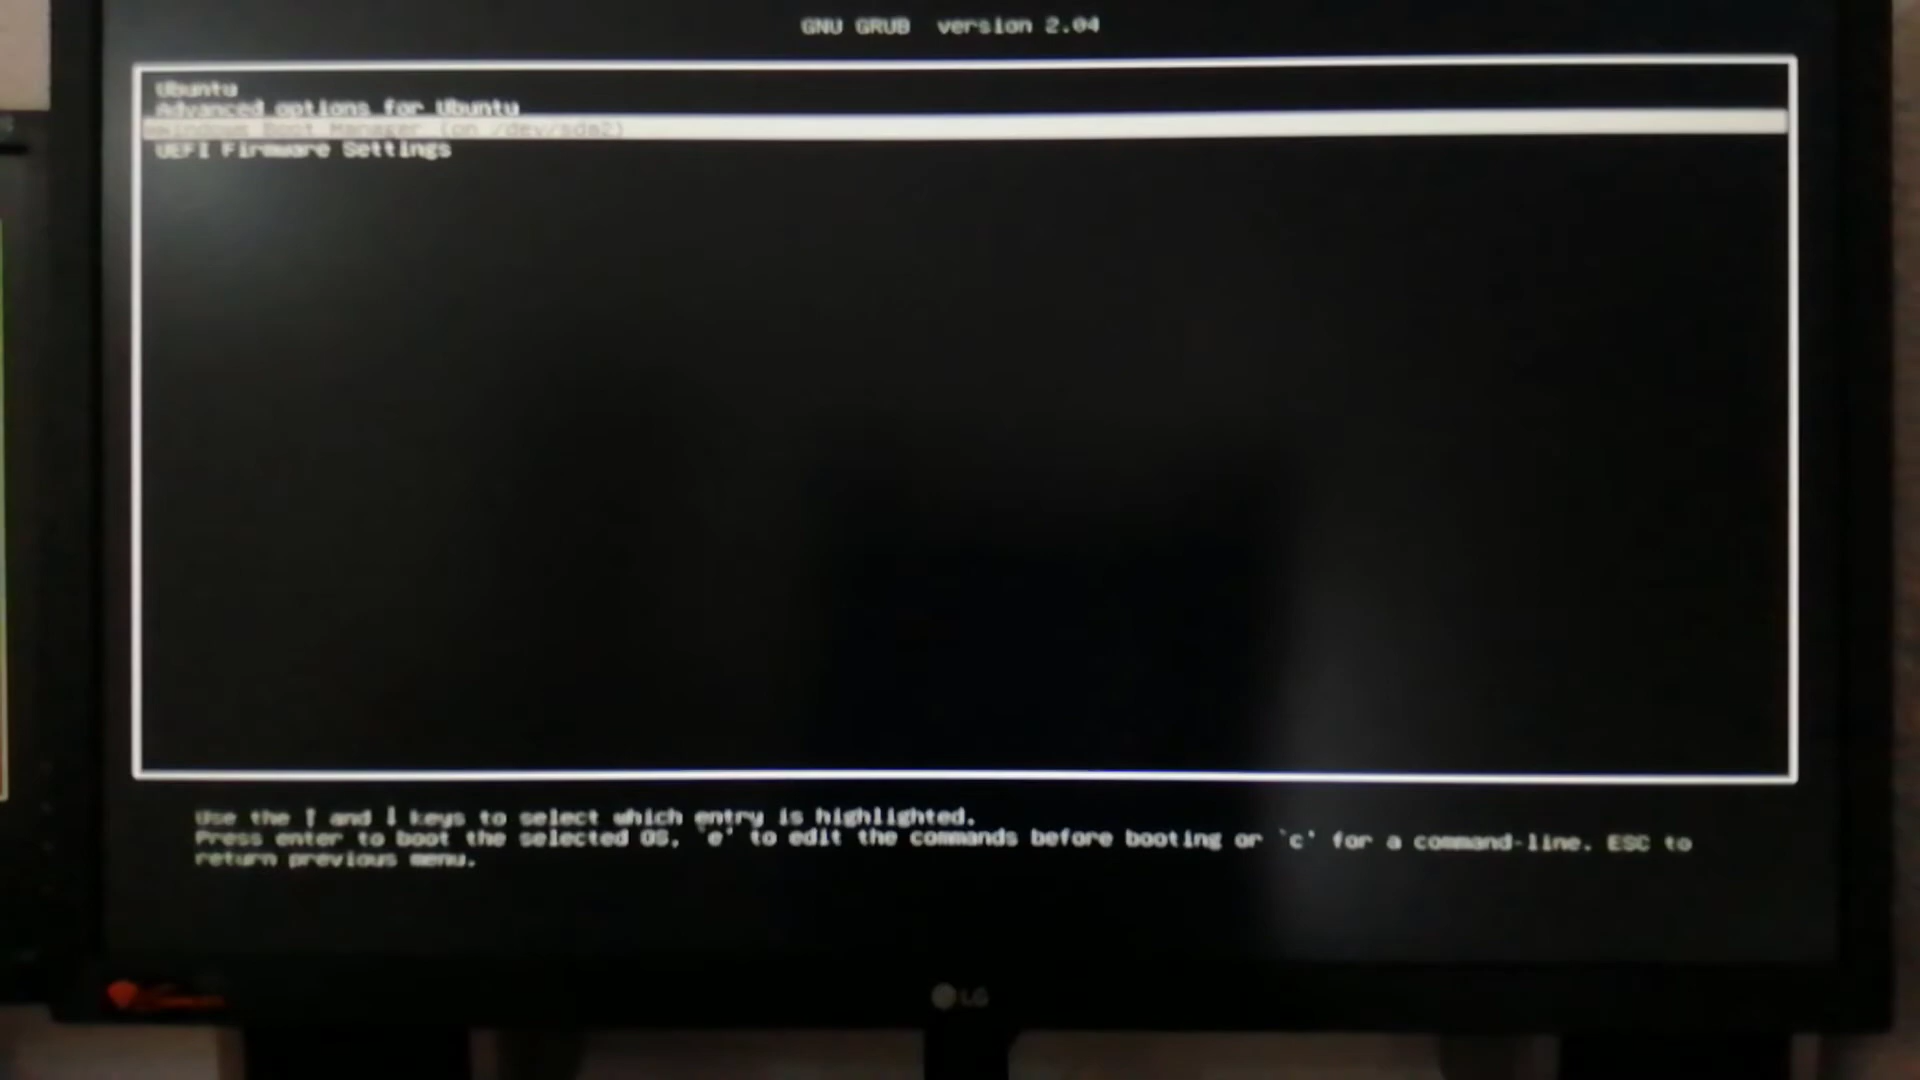 GNU GRUB version 2.04
Ubuntu
Advanced options for Ubuntu
*Windows Boot Manager (on /dev/sda2)
UEFI Firmware Settings
Use the ↑ and ↓ keys to select which entry is highlighted.
Press enter to boot the selected OS, `e' to edit the commands before booting or `c' for a command-line. ESC to
return previous menu.
LG